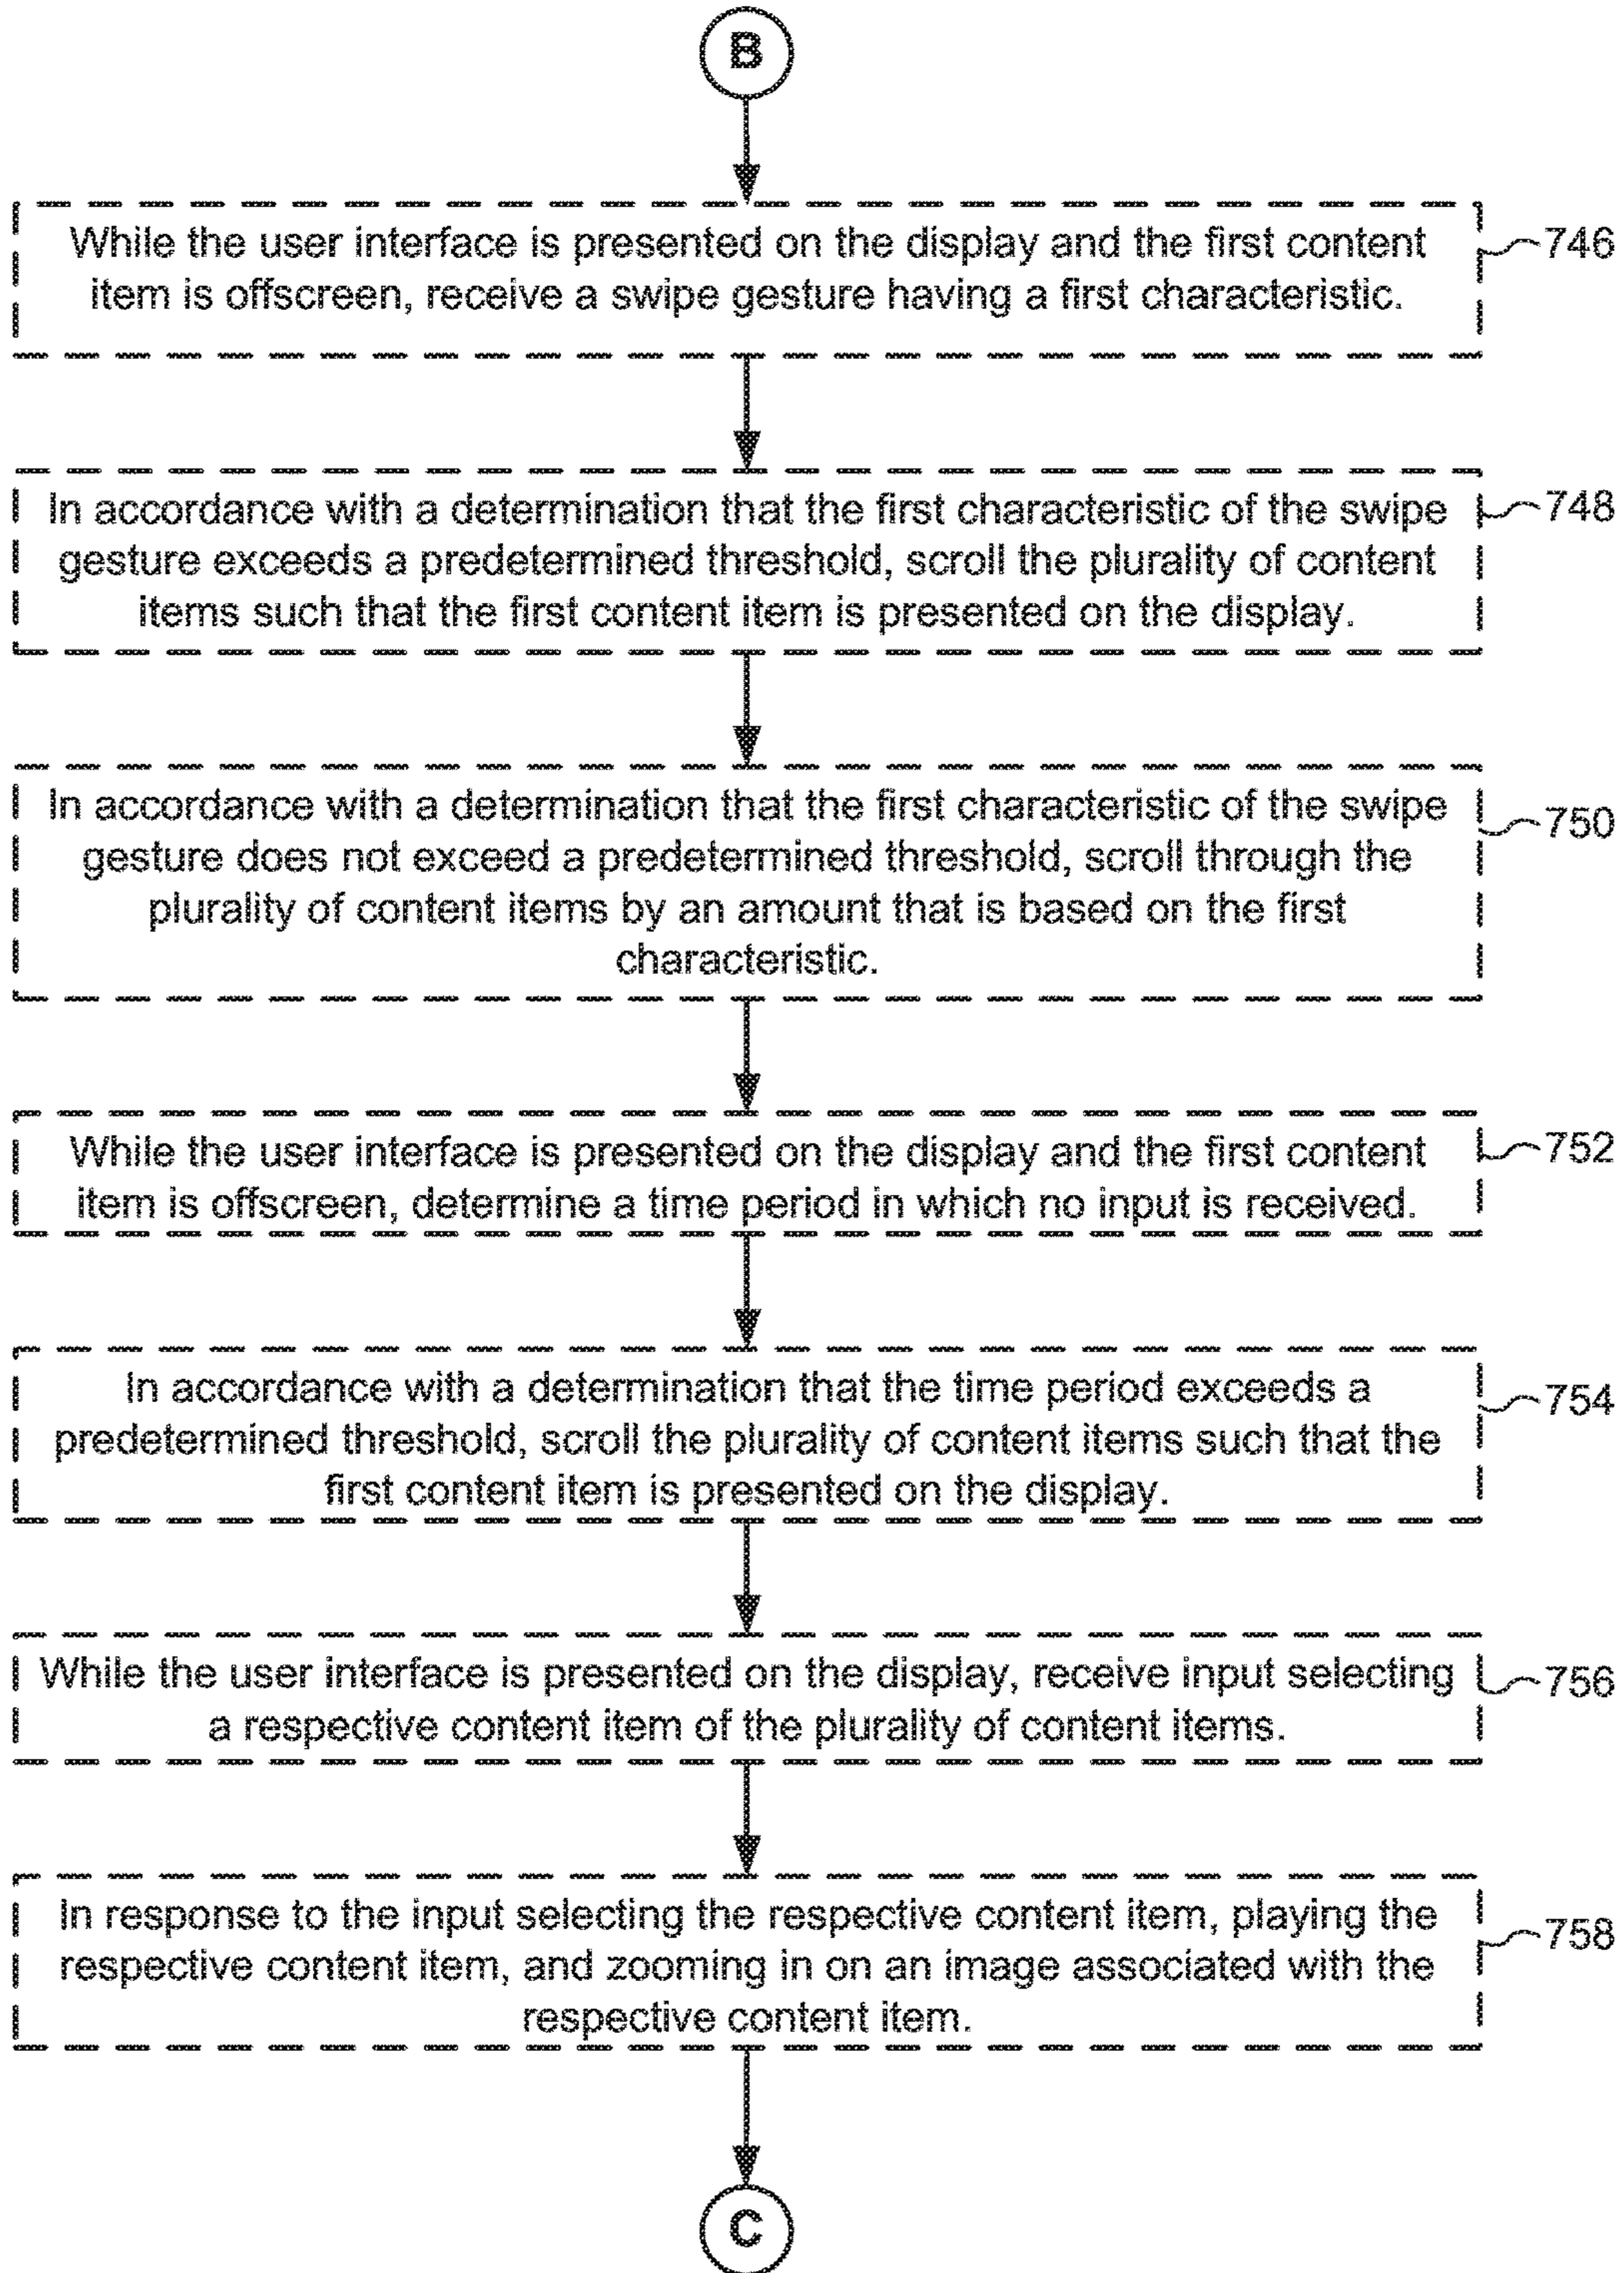 B
While the user interface is presented on the display and the first content
item is offscreen, receive a swipe gesture having a first characteristic.
746
In accordance with a determination that the first characteristic of the swipe
gesture exceeds a predetermined threshold, scroll the plurality of content
items such that the first content item is presented on the display.
748
In accordance with a determination that the first characteristic of the swipe
gesture does not exceed a predetermined threshold, scroll through the
plurality of content items by an amount that is based on the first
characteristic.
750
While the user interface is presented on the display and the first content
item is offscreen, determine a time period in which no input is received.
752
In accordance with a determination that the time period exceeds a
predetermined threshold, scroll the plurality of content items such that the
first content item is presented on the display.
754
While the user interface is presented on the display, receive input selecting
a respective content item of the plurality of content items.
756
In response to the input selecting the respective content item, playing the
respective content item, and zooming in on an image associated with the
respective content item.
758
C